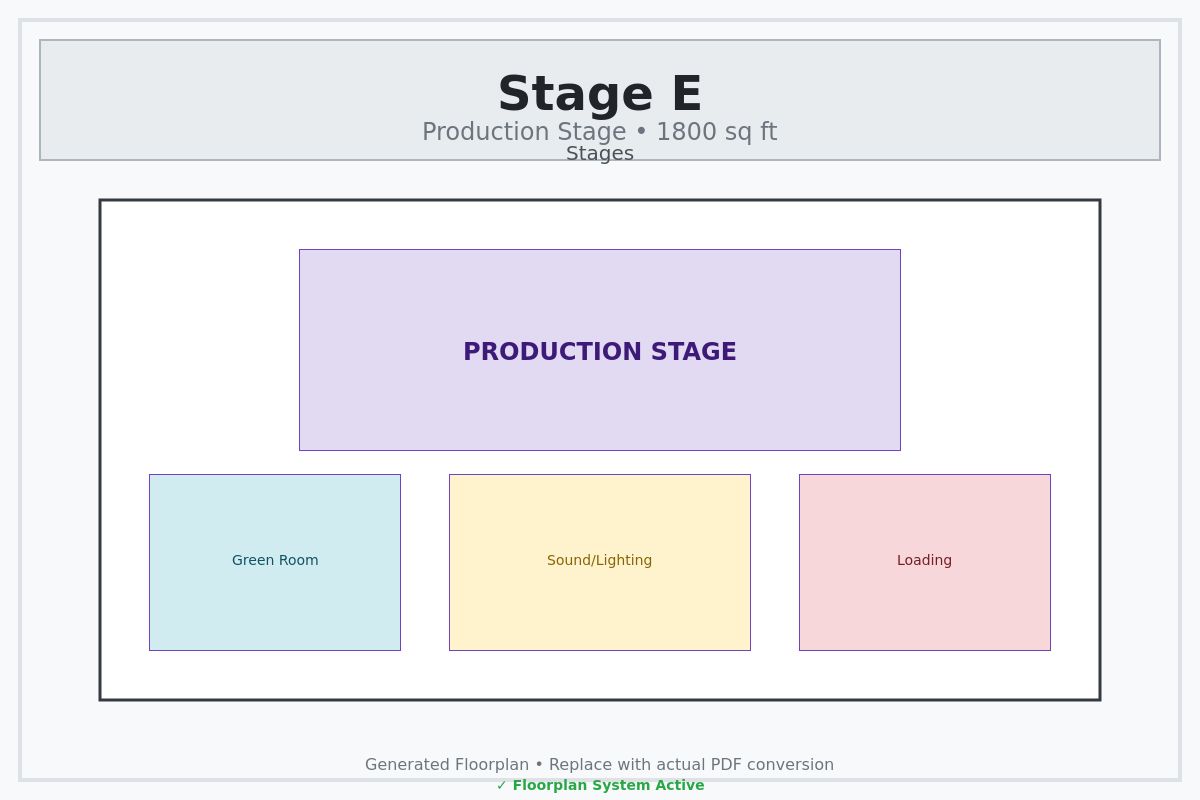 Stage E
Production Stage • 1800 sq ft
Stages
PRODUCTION STAGE
Green Room
Sound/Lighting
Loading
Generated Floorplan • Replace with actual PDF conversion
✓ Floorplan System Active